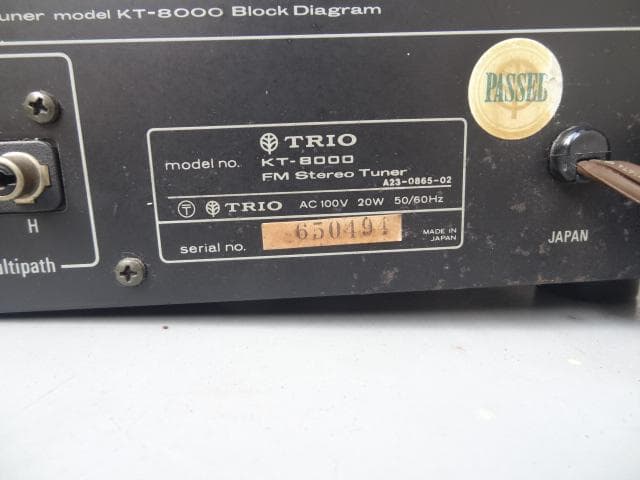 uner model KT-8000 Block Diagram
PASSED
TRIO
model no. KT-8000
FM Stereo Tuner
A23-0865-02
T TRIO AC 100V 20W 50/60Hz
serial no. 650494
MADE IN
JAPAN
H
ultipath
JAPAN